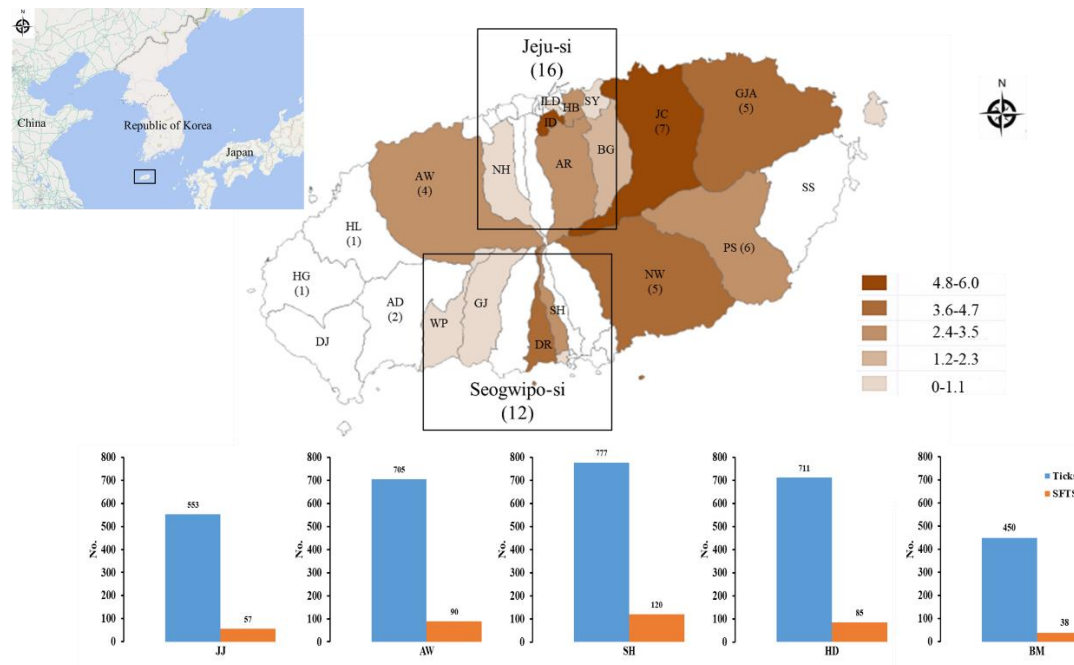 N
China
Republic of Korea
Japan
Jeju-si
(16)
ILD
HB
SY
ID
JC
(7)
GJA
(5)
NH
AR
BG
AW
(4)
SS
HL
(1)
PS (6)
NW
(5)
HG
(1)
AD
(2)
GJ
SH
WP
DJ
DR
Seogwipo-si
(12)
N
4.8-6.0
3.6-4.7
2.4-3.5
1.2-2.3
0-1.1
No.
800
700
600
500
400
300
200
100
0
553
57
JJ
No.
800
700
600
500
400
300
200
100
0
705
90
AW
No.
800
700
600
500
400
300
200
100
0
777
120
SH
No.
800
700
600
500
400
300
200
100
0
711
85
HD
No.
800
700
600
500
400
300
200
100
0
450
38
BM
Ticks
SFTS